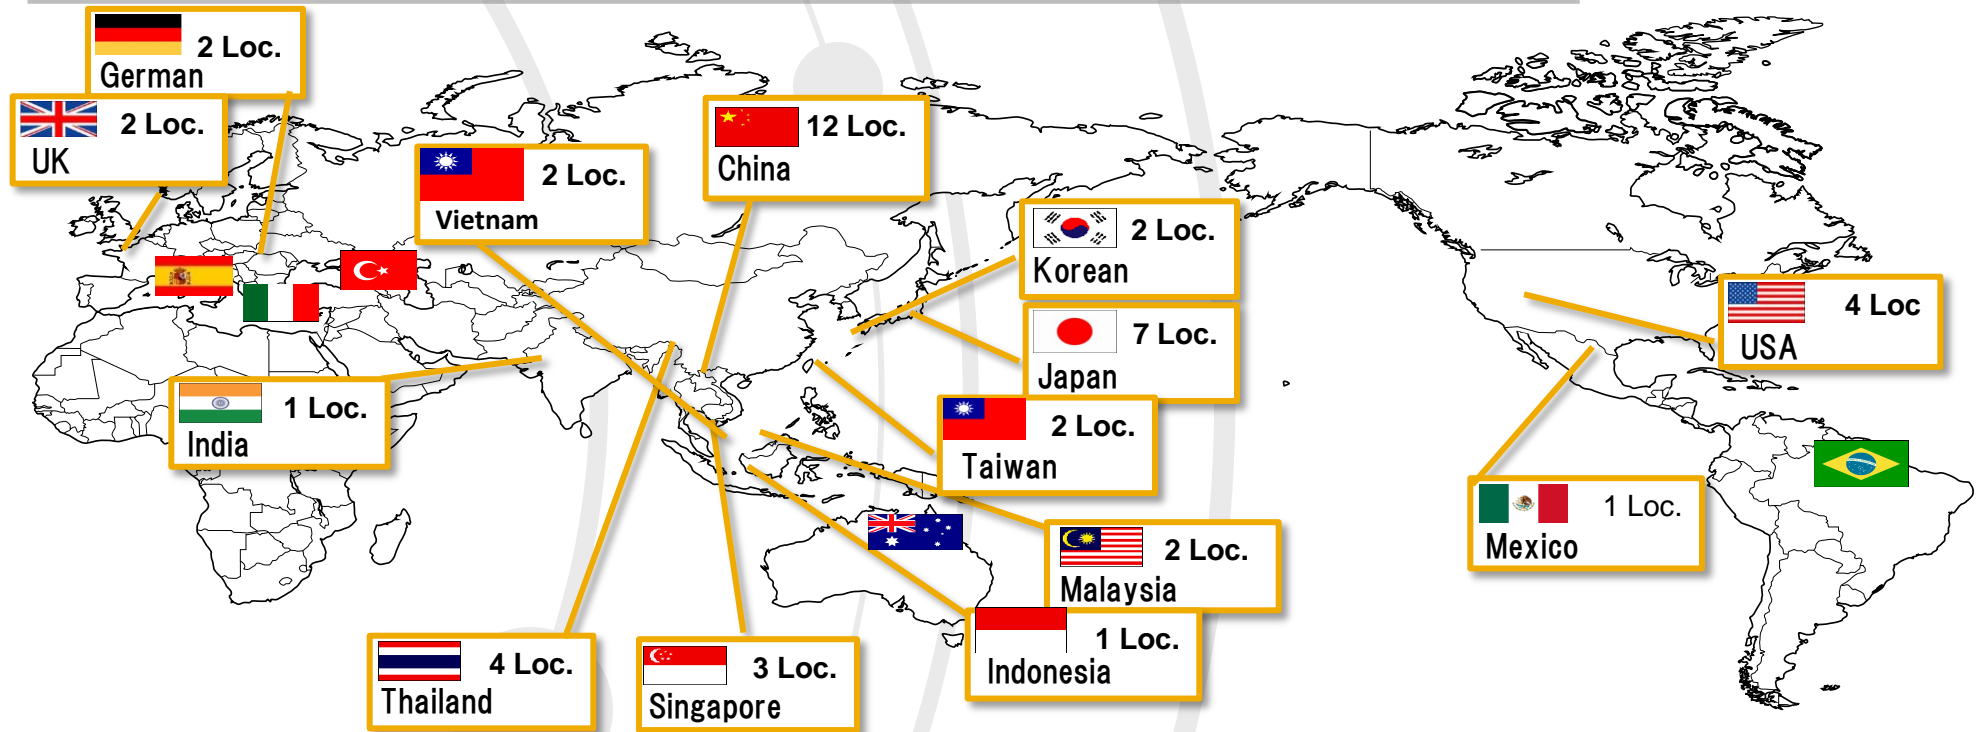 2 Loc.
German
2 Loc.
UK
2 Loc.
Vietnam
12 Loc.
China
2 Loc.
Korean
7 Loc.
Japan
2 Loc.
Taiwan
1 Loc.
India
4 Loc
USA
1 Loc.
Mexico
2 Loc.
Malaysia
1 Loc.
Indonesia
4 Loc.
Thailand
3 Loc.
Singapore